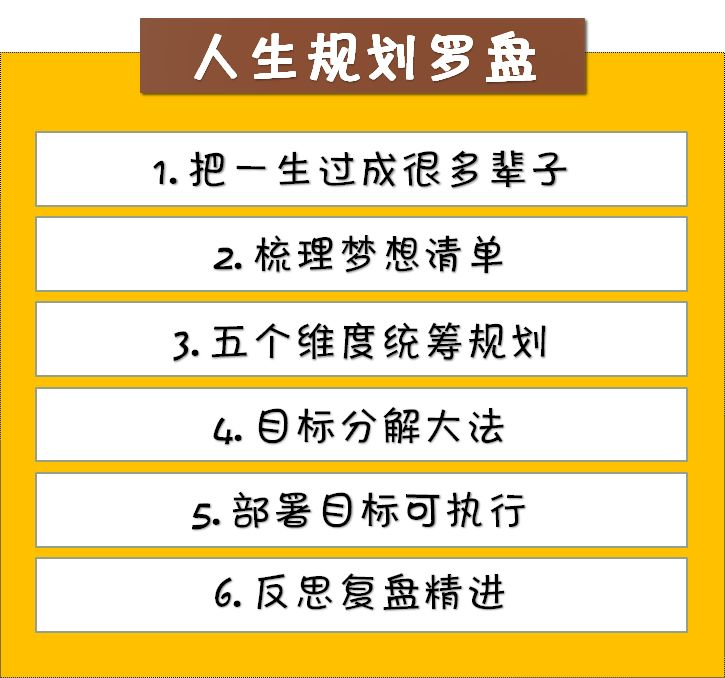 人生规划罗盘
1. 把一生过成很多辈子
2. 梳理梦想清单
3. 五个维度统筹规划
4. 目标分解大法
5. 部署目标可执行
6. 反思复盘精进